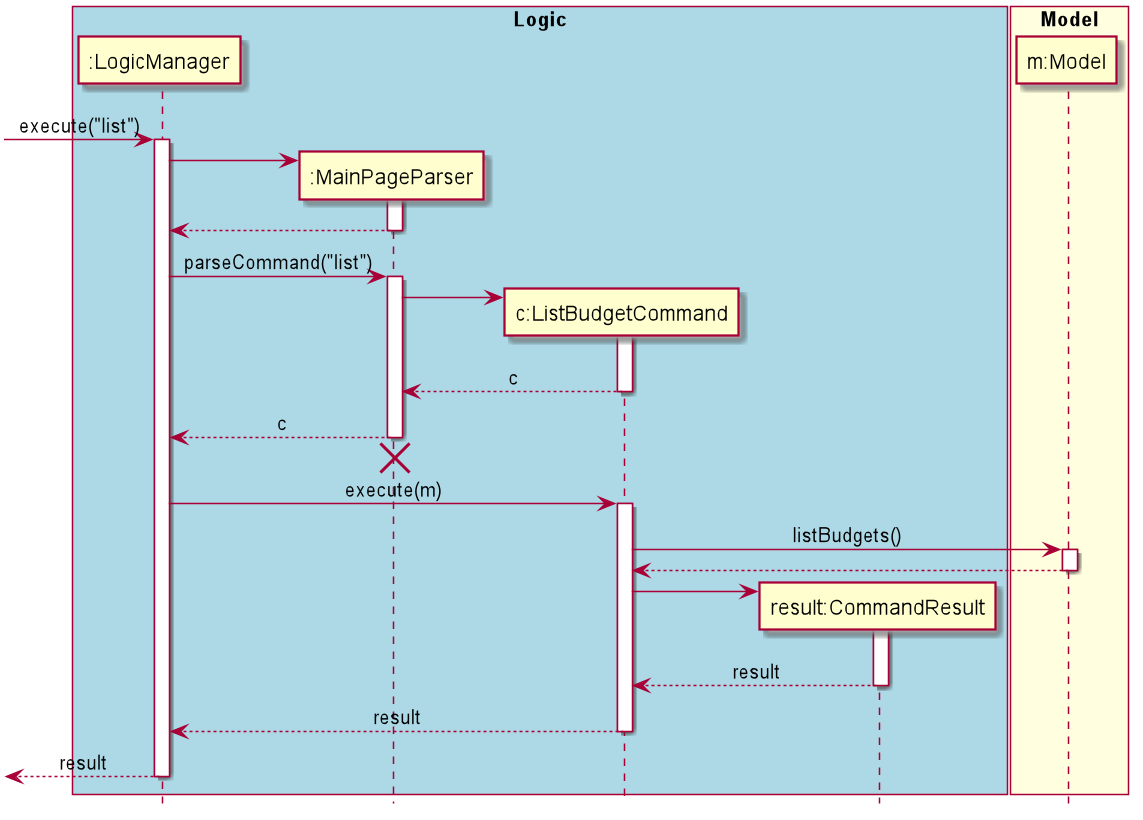 Logic
Model
:LogicManager
m:Model
execute("list")
:MainPageParser
parseCommand("list")
c:ListBudgetCommand
c
c
execute(m)
listBudgets()
result:CommandResult
result
result
result